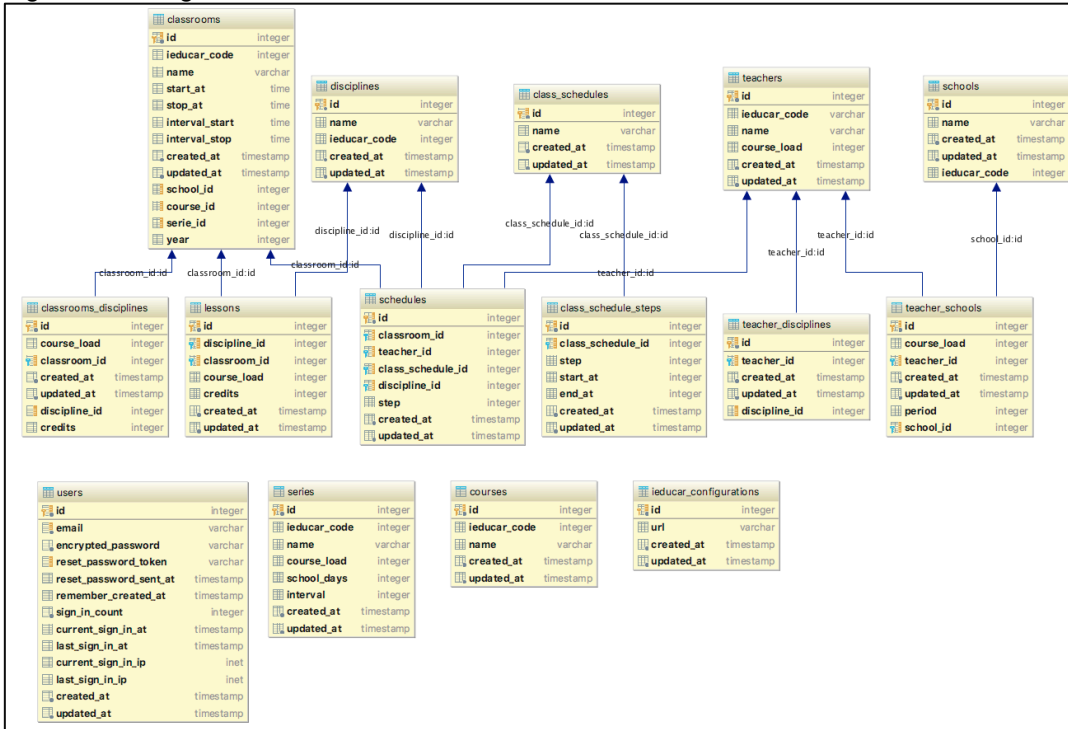 classrooms
id integer
ieducar_code integer
name varchar
start_at time
stop_at time
interval_start time
interval_stop time
created_at timestamp
updated_at timestamp
school_id integer
course_id integer
serie_id integer
year integer
disciplines
id integer
name varchar
ieducar_code integer
created_at timestamp
updated_at timestamp
class_schedules
id integer
name varchar
created_at timestamp
updated_at timestamp
teachers
id integer
ieducar_code varchar
name varchar
course_load integer
created_at timestamp
updated_at timestamp
schools
id integer
name varchar
created_at timestamp
updated_at timestamp
ieducar_code integer
classroom_id:id
classroom_id:id
classroom_id:id
discipline_id:id
discipline_id:id
class_schedule_id:id
class_schedule_id:id
teacher_id:id
teacher_id:id
teacher_id:id
school_id:id
classrooms_disciplines
id integer
course_load integer
classroom_id integer
created_at timestamp
updated_at timestamp
discipline_id integer
credits integer
lessons
id integer
discipline_id integer
classroom_id integer
course_load integer
credits integer
created_at timestamp
updated_at timestamp
schedules
id integer
classroom_id integer
teacher_id integer
class_schedule_id integer
discipline_id integer
step integer
created_at timestamp
updated_at timestamp
class_schedule_steps
id integer
class_schedule_id integer
step integer
start_at integer
end_at integer
created_at timestamp
updated_at timestamp
teacher_disciplines
id integer
teacher_id integer
created_at timestamp
updated_at timestamp
discipline_id integer
teacher_schools
id integer
course_load integer
teacher_id integer
created_at timestamp
updated_at timestamp
period integer
school_id integer
users
id integer
email varchar
encrypted_password varchar
reset_password_token varchar
reset_password_sent_at timestamp
remember_created_at timestamp
sign_in_count integer
current_sign_in_at timestamp
last_sign_in_at timestamp
current_sign_in_ip inet
last_sign_in_ip inet
created_at timestamp
updated_at timestamp
series
id integer
ieducar_code integer
name varchar
course_load integer
school_days integer
interval integer
created_at timestamp
updated_at timestamp
courses
id integer
ieducar_code integer
name varchar
created_at timestamp
updated_at timestamp
ieducar_configurations
id integer
url varchar
created_at timestamp
updated_at timestamp